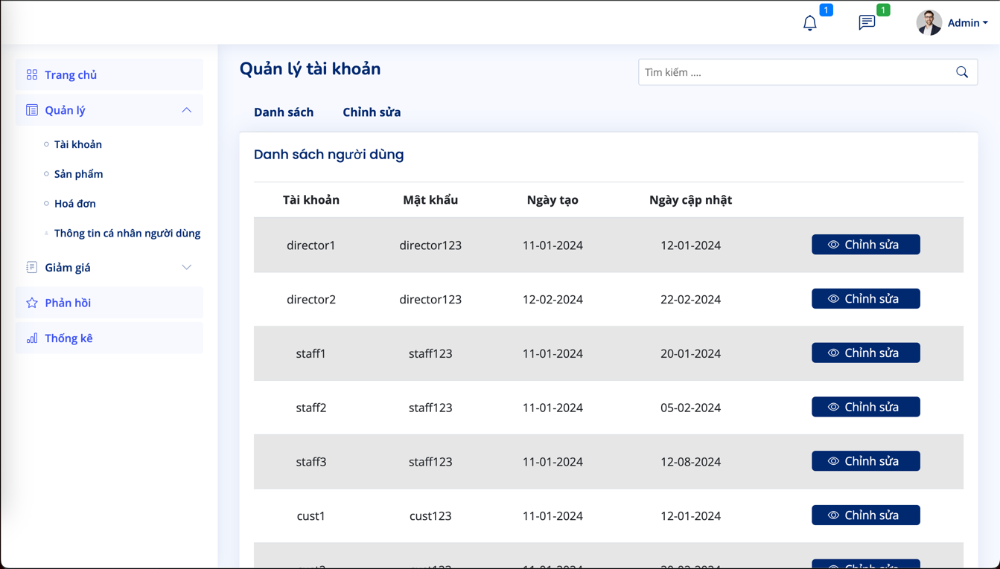 1
1
Admin
Trang chủ
Quản lý
Tài khoản
Sản phẩm
Hoá đơn
Thông tin cá nhân người dùng
Giảm giá
Phản hồi
Thống kê
Quản lý tài khoản
Tìm kiếm ....
Danh sách Chỉnh sửa
Danh sách người dùng
Tài khoản Mật khẩu Ngày tạo Ngày cập nhật
director1 director123 11-01-2024 12-01-2024 Chỉnh sửa
director2 director123 12-02-2024 22-02-2024 Chỉnh sửa
staff1 staff123 11-01-2024 20-01-2024 Chỉnh sửa
staff2 staff123 11-01-2024 05-02-2024 Chỉnh sửa
staff3 staff123 11-01-2024 12-08-2024 Chỉnh sửa
cust1 cust123 11-01-2024 12-01-2024 Chỉnh sửa